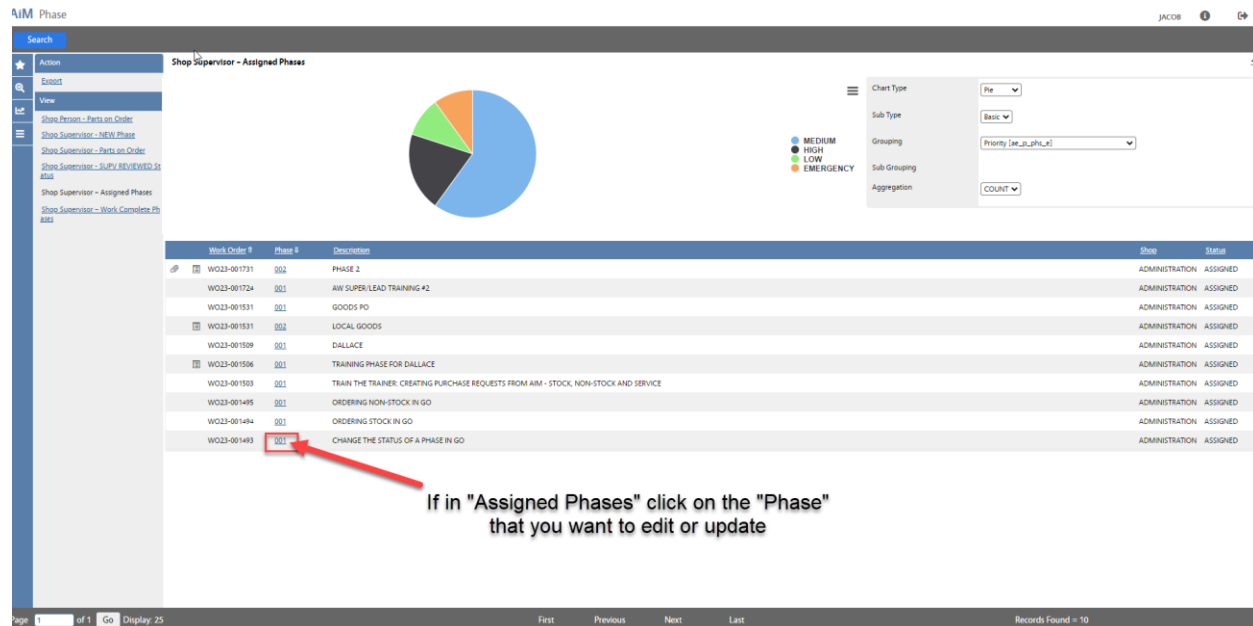 AiM Phase
JACOB
Search
Action
Export
View
Shop Person - Parts on Order
Shop Supervisor - NEW Phase
Shop Supervisor - Parts on Order
Shop Supervisor - SUPV REVIEWED St
atus
Shop Supervisor – Assigned Phases
Shop Supervisor – Work Complete Ph
ases
Shop Supervisor – Assigned Phases
MEDIUM
HIGH
LOW
EMERGENCY
Chart Type Pie
Sub Type Basic
Grouping Priority [ae_p_phs_e]
Sub Grouping
Aggregation COUNT
Work Order Phase Description Shop Status
WO23-001731 002 PHASE 2 ADMINISTRATION ASSIGNED
WO23-001724 001 AW SUPER/LEAD TRAINING #2 ADMINISTRATION ASSIGNED
WO23-001531 001 GOODS PO ADMINISTRATION ASSIGNED
WO23-001531 002 LOCAL GOODS ADMINISTRATION ASSIGNED
WO23-001509 001 DALLACE ADMINISTRATION ASSIGNED
WO23-001506 001 TRAINING PHASE FOR DALLACE ADMINISTRATION ASSIGNED
WO23-001503 001 TRAIN THE TRAINER: CREATING PURCHASE REQUESTS FROM AIM - STOCK, NON-STOCK AND SERVICE ADMINISTRATION ASSIGNED
WO23-001495 001 ORDERING NON-STOCK IN GO ADMINISTRATION ASSIGNED
WO23-001494 001 ORDERING STOCK IN GO ADMINISTRATION ASSIGNED
WO23-001493 001 CHANGE THE STATUS OF A PHASE IN GO ADMINISTRATION ASSIGNED
If in "Assigned Phases" click on the "Phase"
that you want to edit or update
Page 1 of 1 Go Display: 25 First Previous Next Last Records Found = 10